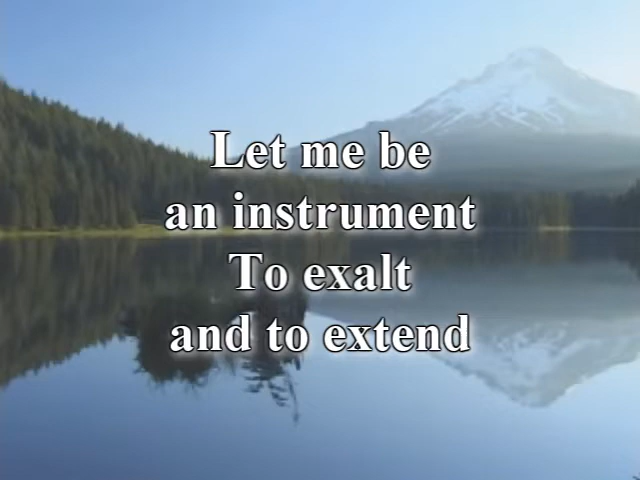 Let me be
an instrument
To exalt
and to extend